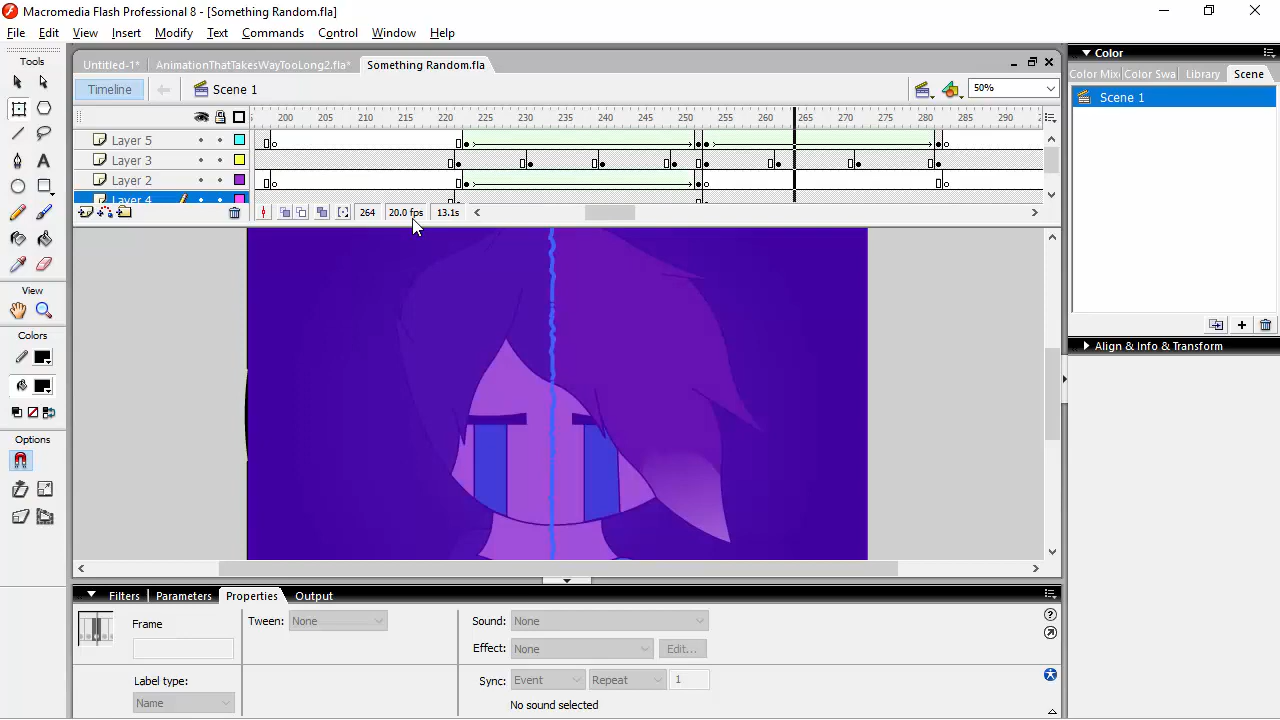 Macromedia Flash Professional 8 - [Something Random.fla]
File Edit View Insert Modify Text Commands Control Window Help
Tools
Untitled-1* AnimationThatTakesWayTooLong2.fla* Something Random.fla
Color
Color Mix Color Swa Library Scene
Timeline Scene 1 50%
Scene 1
200 205 210 215 220 225 230 235 240 245 250 255 260 265 270 275 280 285 290 29
Layer 5
Layer 3
Layer 2
Layer 4
264 20.0 fps 13.1s
View
Colors
Align & Info & Transform
Options
Filters Parameters Properties Output
Frame Tween: None Sound: None
Effect: None Edit...
Label type: Sync: Event Repeat 1
Name No sound selected